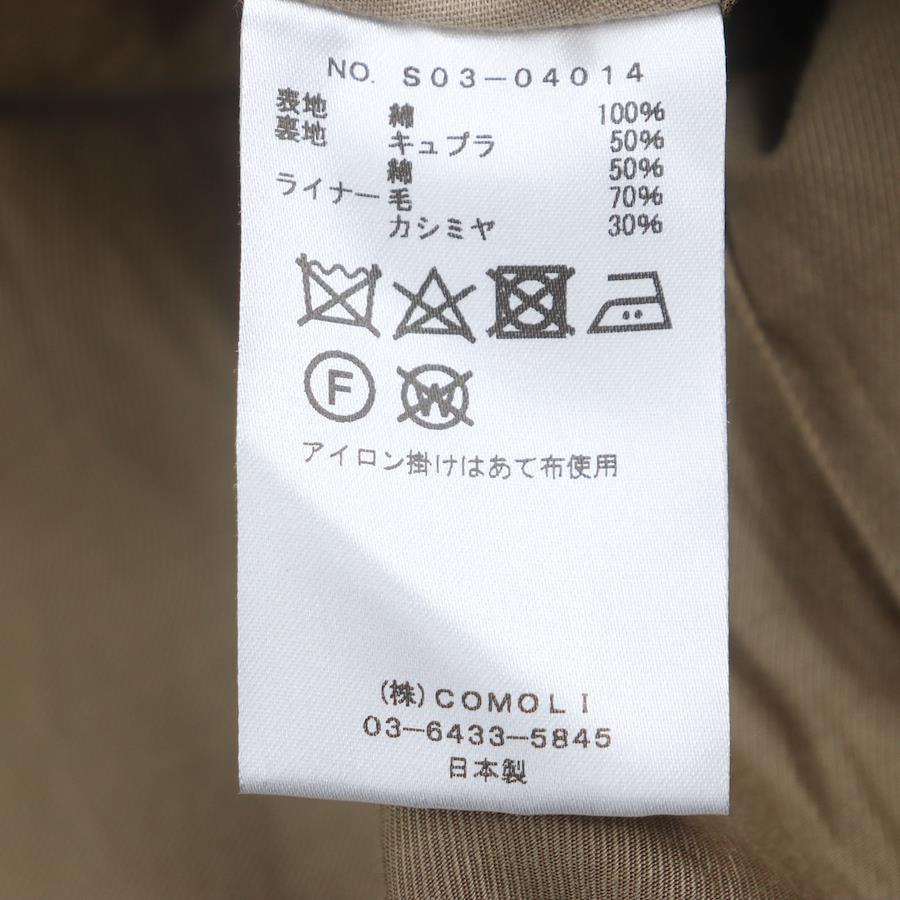 NO. S03-04014
表地 綿 100%
裏地 キュプラ 50%
綿 50%
ライナー 毛 70%
カシミヤ 30%
F
W
アイロン掛けはあて布使用
(株)COMOLI
03-6433-5845
日本製